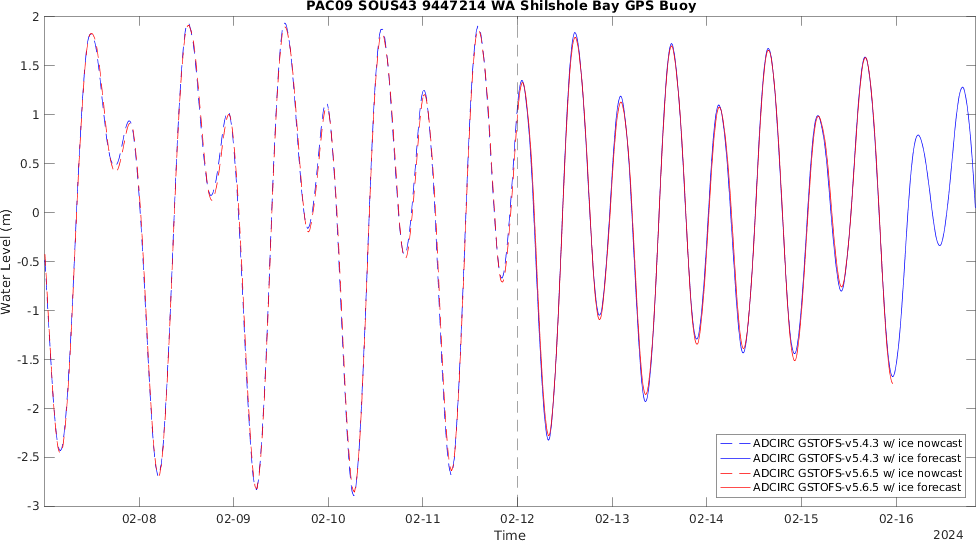 PAC09 SOUS43 9447214 WA Shilshole Bay GPS Buoy
2
1.5
1
0.5
0
-0.5
-1
-1.5
-2
-2.5
-3
Water Level (m)
ADCIRC GSTOFS-v5.4.3 w/ ice nowcast
ADCIRC GSTOFS-v5.4.3 w/ ice forecast
ADCIRC GSTOFS-v5.6.5 w/ ice nowcast
ADCIRC GSTOFS-v5.6.5 w/ ice forecast
02-08 02-09 02-10 02-11 02-12 02-13 02-14 02-15 02-16
Time
2024